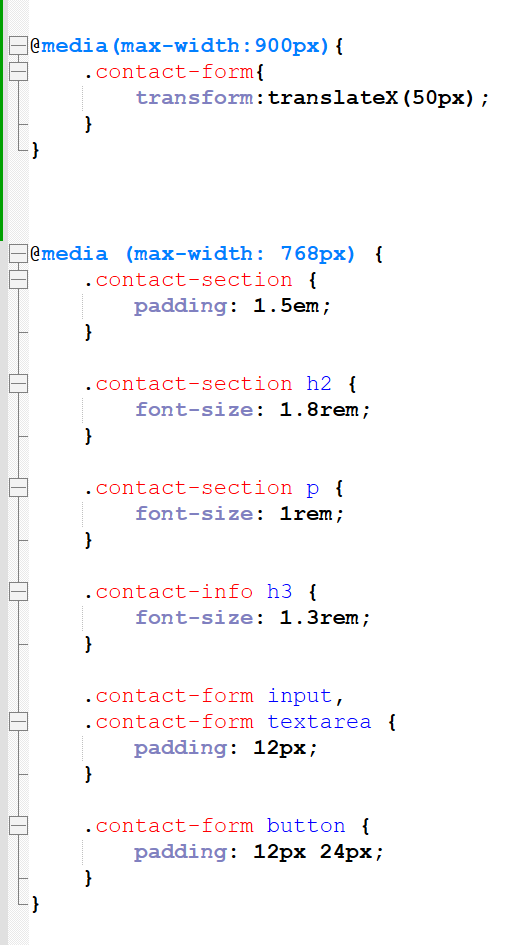 @media(max-width:900px){
.contact-form{
transform:translateX(50px);
}
}
@media (max-width: 768px) {
.contact-section {
padding: 1.5em;
}
.contact-section h2 {
font-size: 1.8rem;
}
.contact-section p {
font-size: 1rem;
}
.contact-info h3 {
font-size: 1.3rem;
}
.contact-form input,
.contact-form textarea {
padding: 12px;
}
.contact-form button {
padding: 12px 24px;
}
}